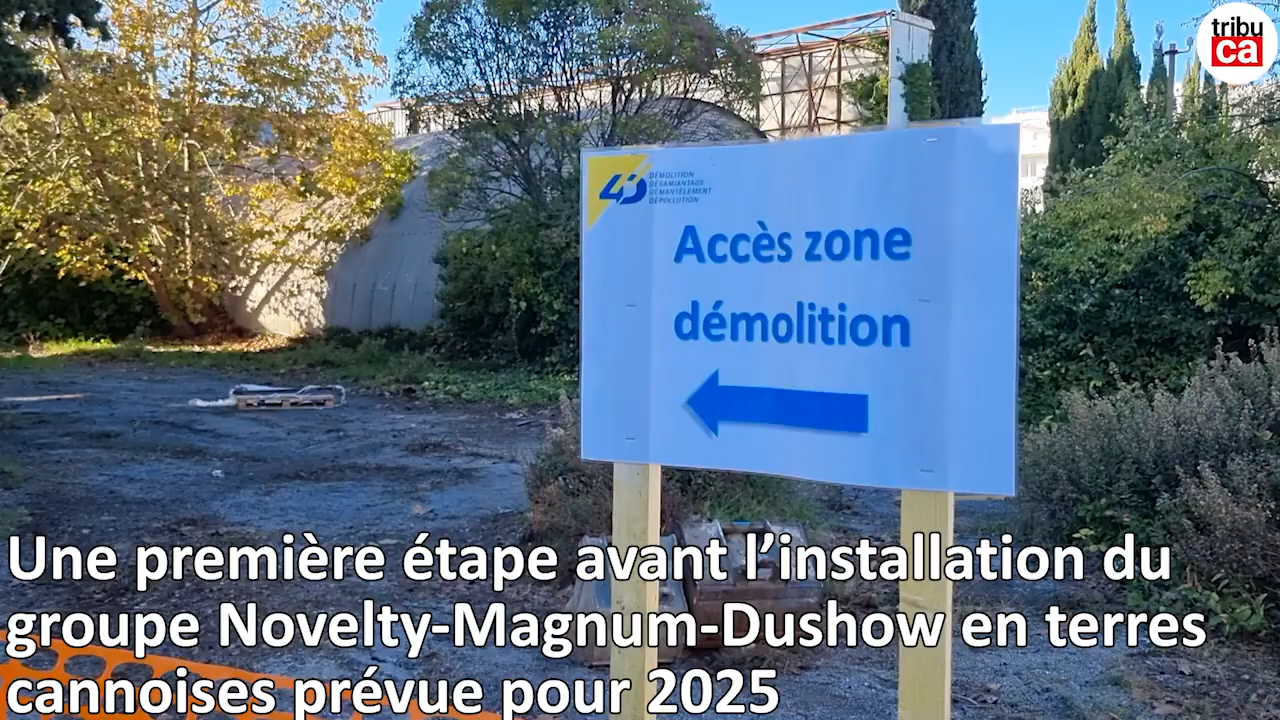 tribu
ca
4D
DÉMOLITION
DÉSAMIANTAGE
DÉMANTÈLEMENT
DÉPOLLUTION
Accès zone
démolition
Une première étape avant l’installation du
groupe Novelty-Magnum-Dushow en terres
cannoises prévue pour 2025